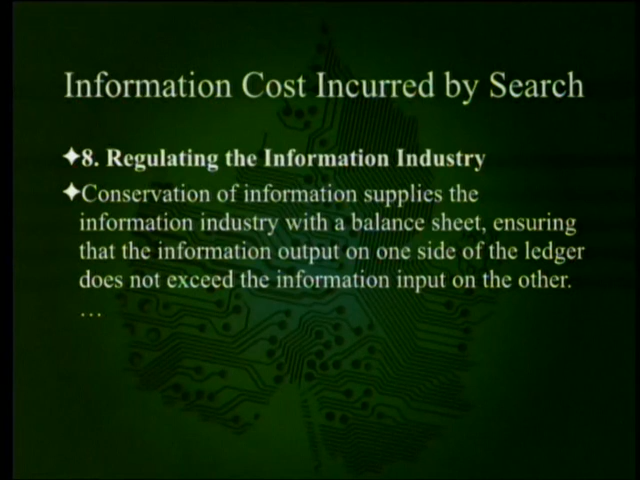 Information Cost Incurred by Search
✦8. Regulating the Information Industry
✦Conservation of information supplies the
information industry with a balance sheet, ensuring
that the information output on one side of the ledger
does not exceed the information input on the other.
…